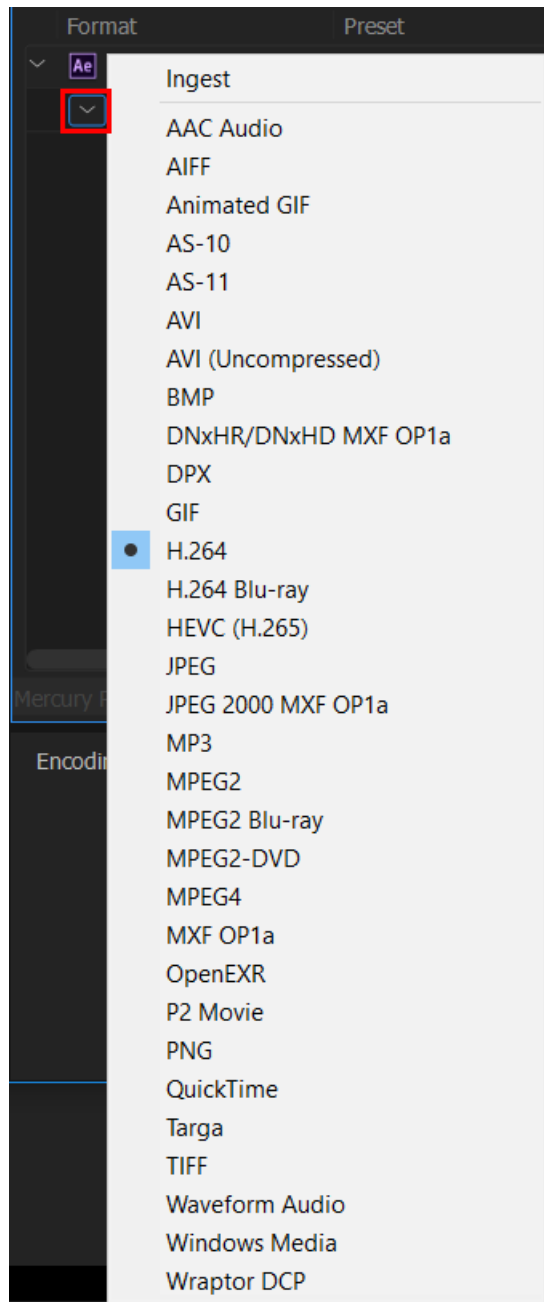 Format Preset
Ae
Ingest
AAC Audio
AIFF
Animated GIF
AS-10
AS-11
AVI
AVI (Uncompressed)
BMP
DNxHR/DNxHD MXF OP1a
DPX
GIF
H.264
H.264 Blu-ray
HEVC (H.265)
JPEG
Mercury
JPEG 2000 MXF OP1a
MP3
MPEG2
MPEG2 Blu-ray
MPEG2-DVD
MPEG4
MXF OP1a
OpenEXR
P2 Movie
PNG
QuickTime
Targa
TIFF
Waveform Audio
Windows Media
Wraptor DCP